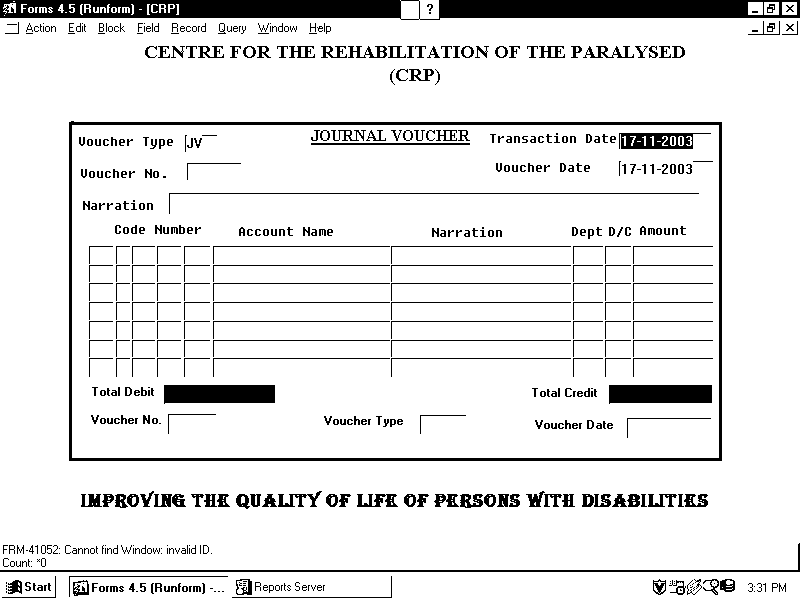 Forms 4.5 (Runform) - [CRP]
?
Action Edit Block Field Record Query Window Help
CENTRE FOR THE REHABILITATION OF THE PARALYSED
(CRP)
Voucher Type JV JOURNAL VOUCHER Transaction Date 17-11-2003
Voucher No. Voucher Date 17-11-2003
Narration
Code Number Account Name Narration Dept D/C Amount
Total Debit Total Credit
Voucher No. Voucher Type Voucher Date
IMPROVING THE QUALITY OF LIFE OF PERSONS WITH DISABILITIES
FRM-41052: Cannot find Window: invalid ID.
Count: *0
Start Forms 4.5 (Runform) -... Reports Server 3:31 PM